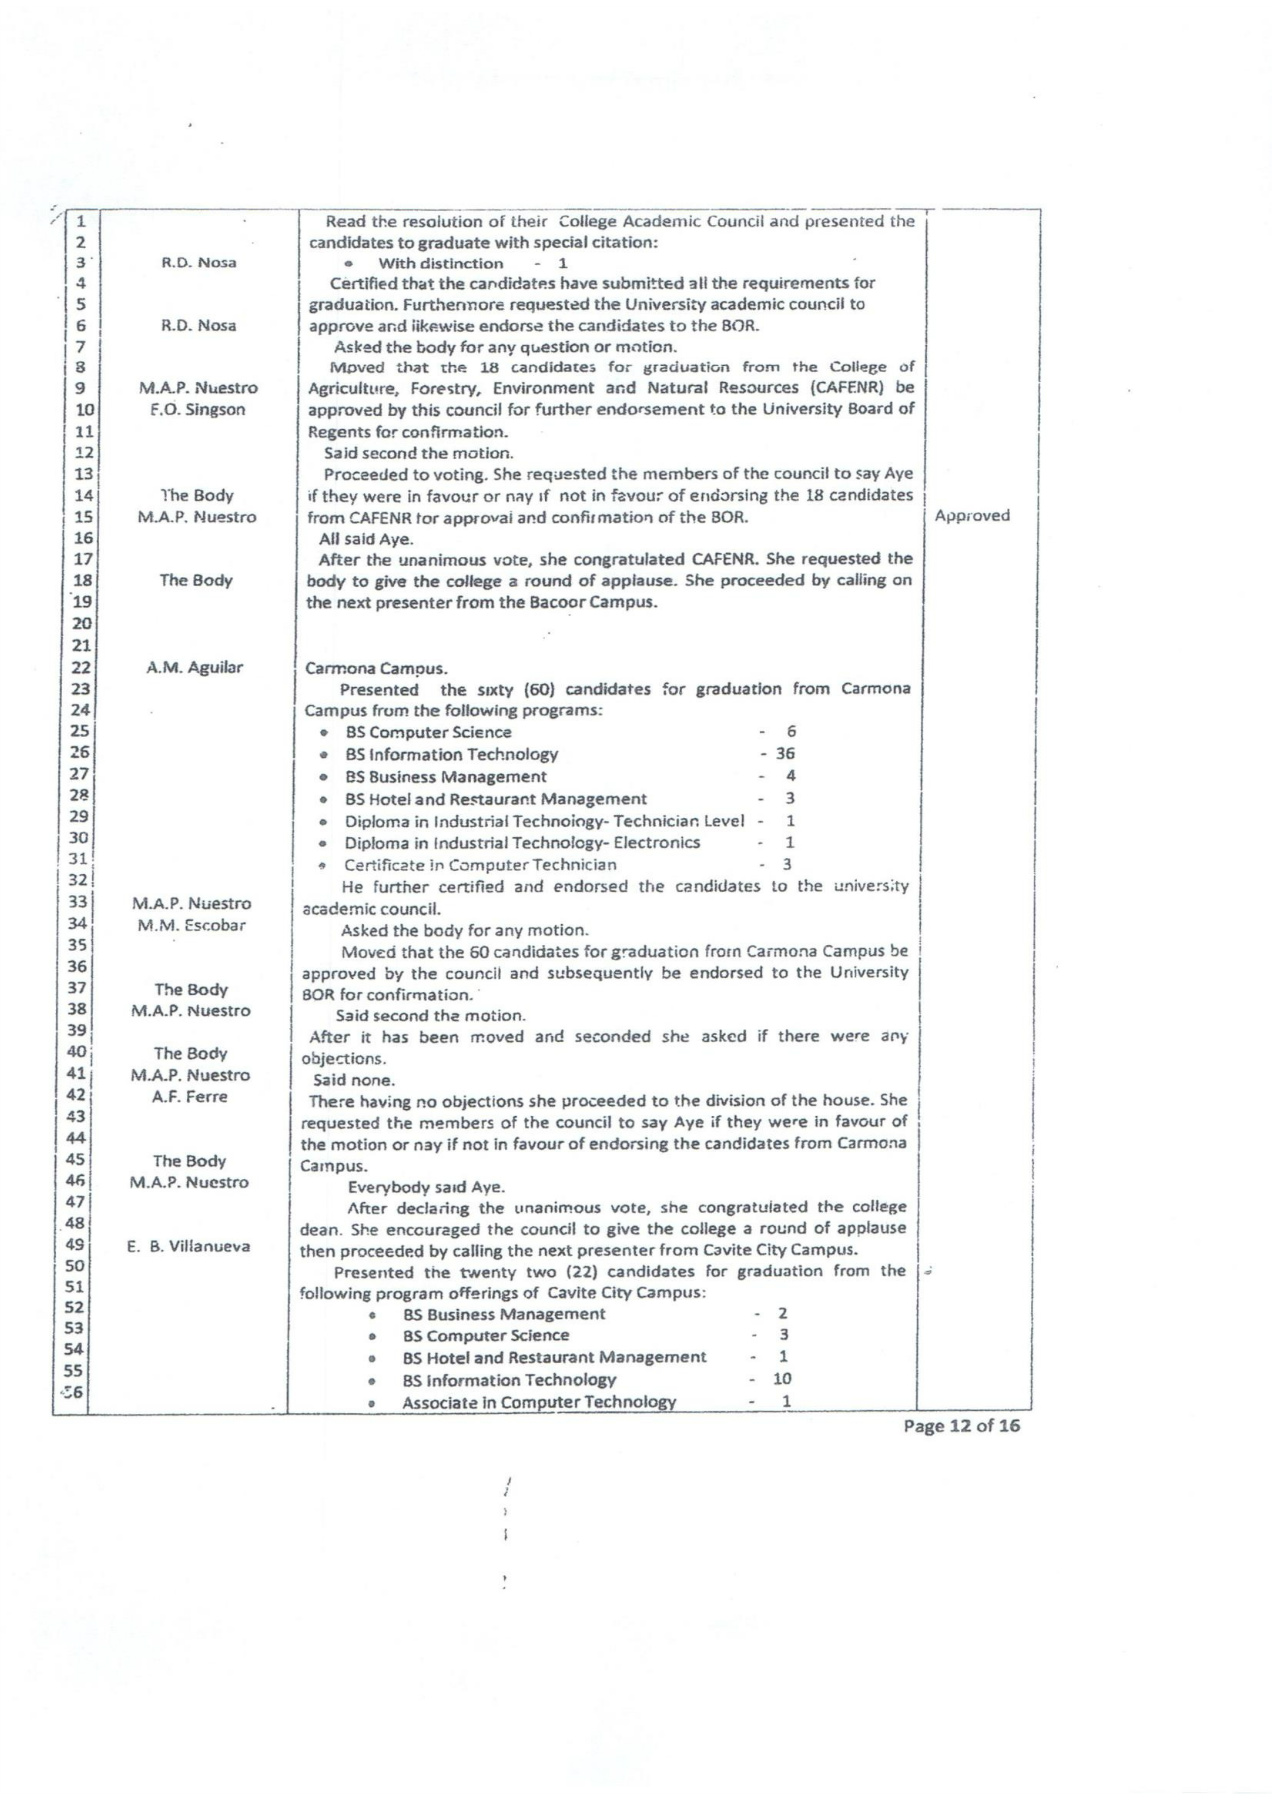 1 Read the resolution of their College Academic Council and presented the
2 candidates to graduate with special citation:
3 R.D. Nosa • With distinction - 1
4 Certified that the candidates have submitted all the requirements for
5 graduation. Furthermore requested the University academic council to
6 R.D. Nosa approve and likewise endorse the candidates to the BOR.
7 Asked the body for any question or motion.
8 Moved that the 18 candidates for graduation from the College of
9 M.A.P. Nuestro Agriculture, Forestry, Environment and Natural Resources (CAFENR) be
10 F.O. Singson approved by this council for further endorsement to the University Board of
11 Regents for confirmation.
12 Said second the motion.
13 Proceeded to voting. She requested the members of the council to say Aye
14 The Body if they were in favour or nay if not in favour of endorsing the 18 candidates
15 M.A.P. Nuestro from CAFENR for approval and confirmation of the BOR. Approved
16 All said Aye.
17 After the unanimous vote, she congratulated CAFENR. She requested the
18 The Body body to give the college a round of applause. She proceeded by calling on
19 the next presenter from the Bacoor Campus.
20
21
22 A.M. Aguilar Carmona Campus.
23 Presented the sixty (60) candidates for graduation from Carmona
24 Campus from the following programs:
25 • BS Computer Science - 6
26 • BS Information Technology - 36
27 • BS Business Management - 4
28 • BS Hotel and Restaurant Management - 3
29 • Diploma in Industrial Technology- Technician Level - 1
30 • Diploma in Industrial Technology- Electronics - 1
31 • Certificate in Computer Technician - 3
32 He further certified and endorsed the candidates to the university
33 M.A.P. Nuestro academic council.
34 M.M. Escobar Asked the body for any motion.
35 Moved that the 60 candidates for graduation from Carmona Campus be
36 approved by the council and subsequently be endorsed to the University
37 The Body BOR for confirmation.
38 M.A.P. Nuestro Said second the motion.
39 After it has been moved and seconded she asked if there were any
40 The Body objections.
41 M.A.P. Nuestro Said none.
42 A.F. Ferre There having no objections she proceeded to the division of the house. She
43 requested the members of the council to say Aye if they were in favour of
44 the motion or nay if not in favour of endorsing the candidates from Carmona
45 The Body Campus.
46 M.A.P. Nuestro Everybody said Aye.
47 After declaring the unanimous vote, she congratulated the college
48 dean. She encouraged the council to give the college a round of applause
49 E. B. Villanueva then proceeded by calling the next presenter from Cavite City Campus.
50 Presented the twenty two (22) candidates for graduation from the
51 following program offerings of Cavite City Campus:
52 • BS Business Management - 2
53 • BS Computer Science - 3
54 • BS Hotel and Restaurant Management - 1
55 • BS Information Technology - 10
56 • Associate in Computer Technology - 1
Page 12 of 16